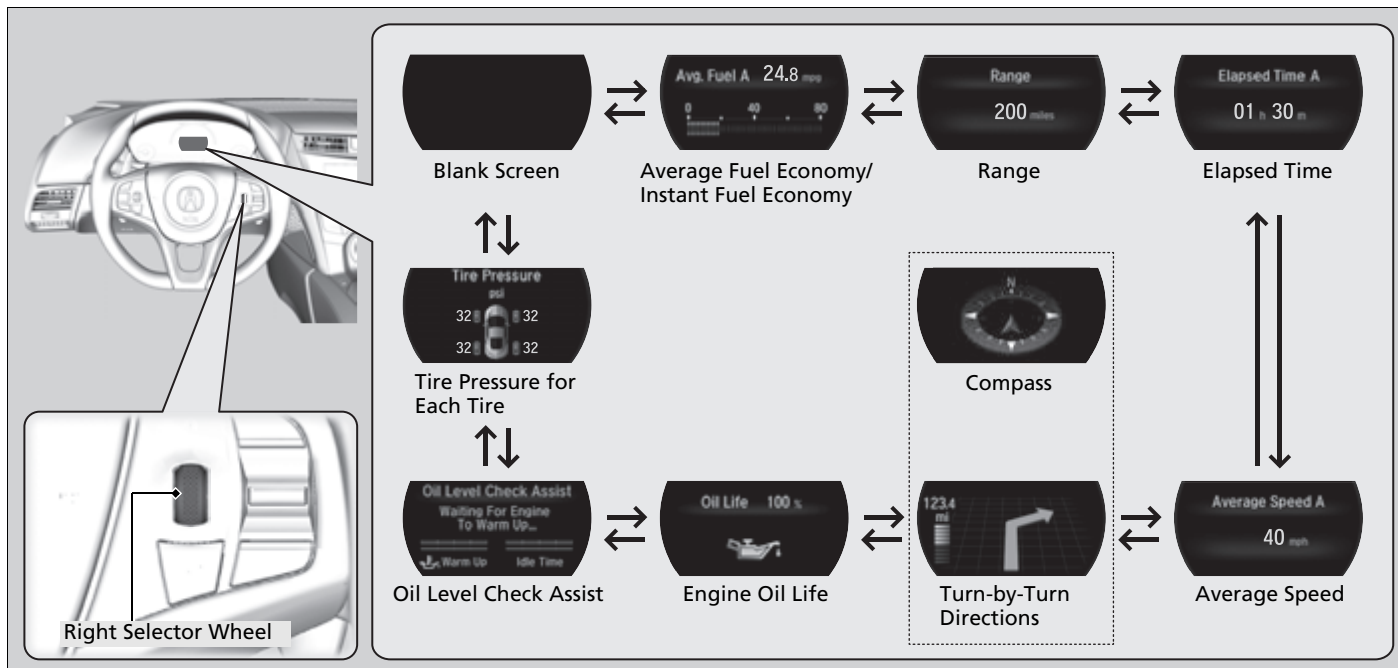 Avg. Fuel A 24.8 mpg
0 40 80
Range
200 miles
Elapsed Time A
01 h 30 m
Blank Screen
Average Fuel Economy/
Instant Fuel Economy
Range
Elapsed Time
Tire Pressure
psi
32 32
32 32
Tire Pressure for
Each Tire
N
Compass
Oil Level Check Assist
Waiting For Engine
To Warm Up...
Warm Up Idle Time
Oil Level Check Assist
Oil Life 100 %
Engine Oil Life
123.4
mi
Turn-by-Turn
Directions
Average Speed A
40 mph
Average Speed
Right Selector Wheel